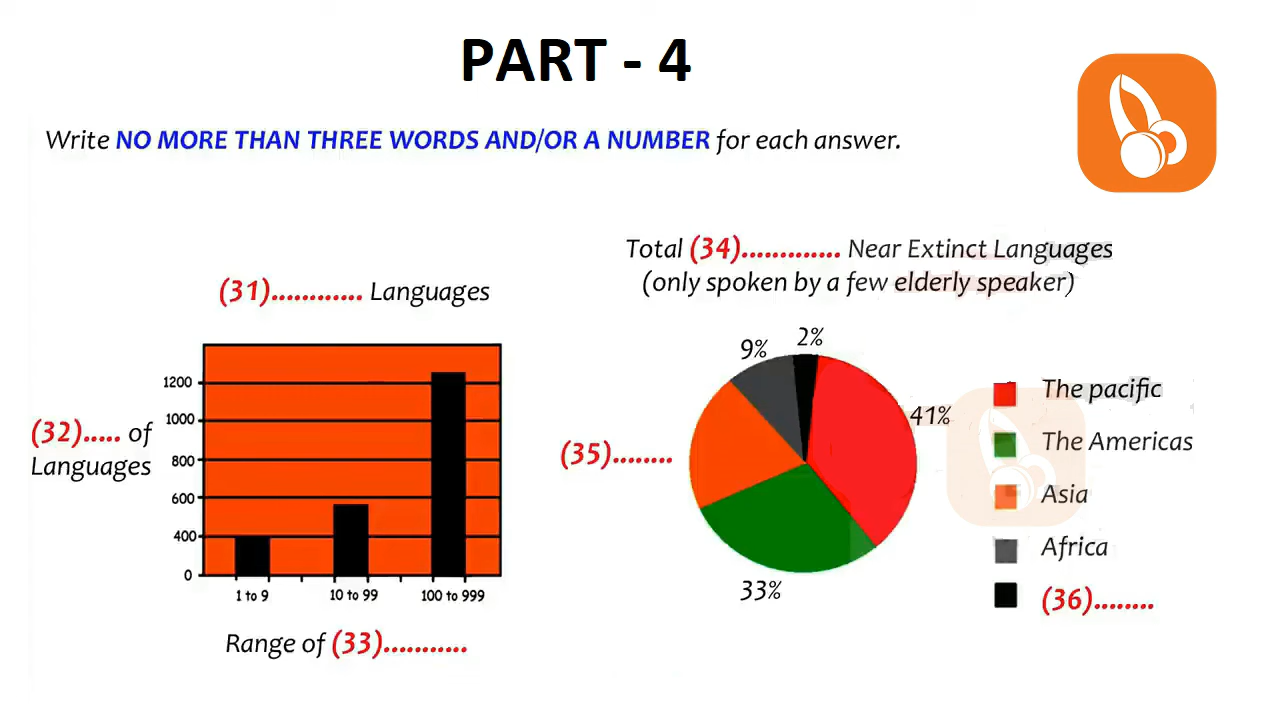 PART - 4
Write NO MORE THAN THREE WORDS AND/OR A NUMBER for each answer.
(31)............ Languages
1200
1000
800
600
400
0
(32)..... of
Languages
1 to 9
10 to 99
100 to 999
Range of (33)...........
Total (34)............. Near Extinct Languages
(only spoken by a few elderly speaker)
9%
2%
41%
(35)........
33%
The pacific
The Americas
Asia
Africa
(36)........